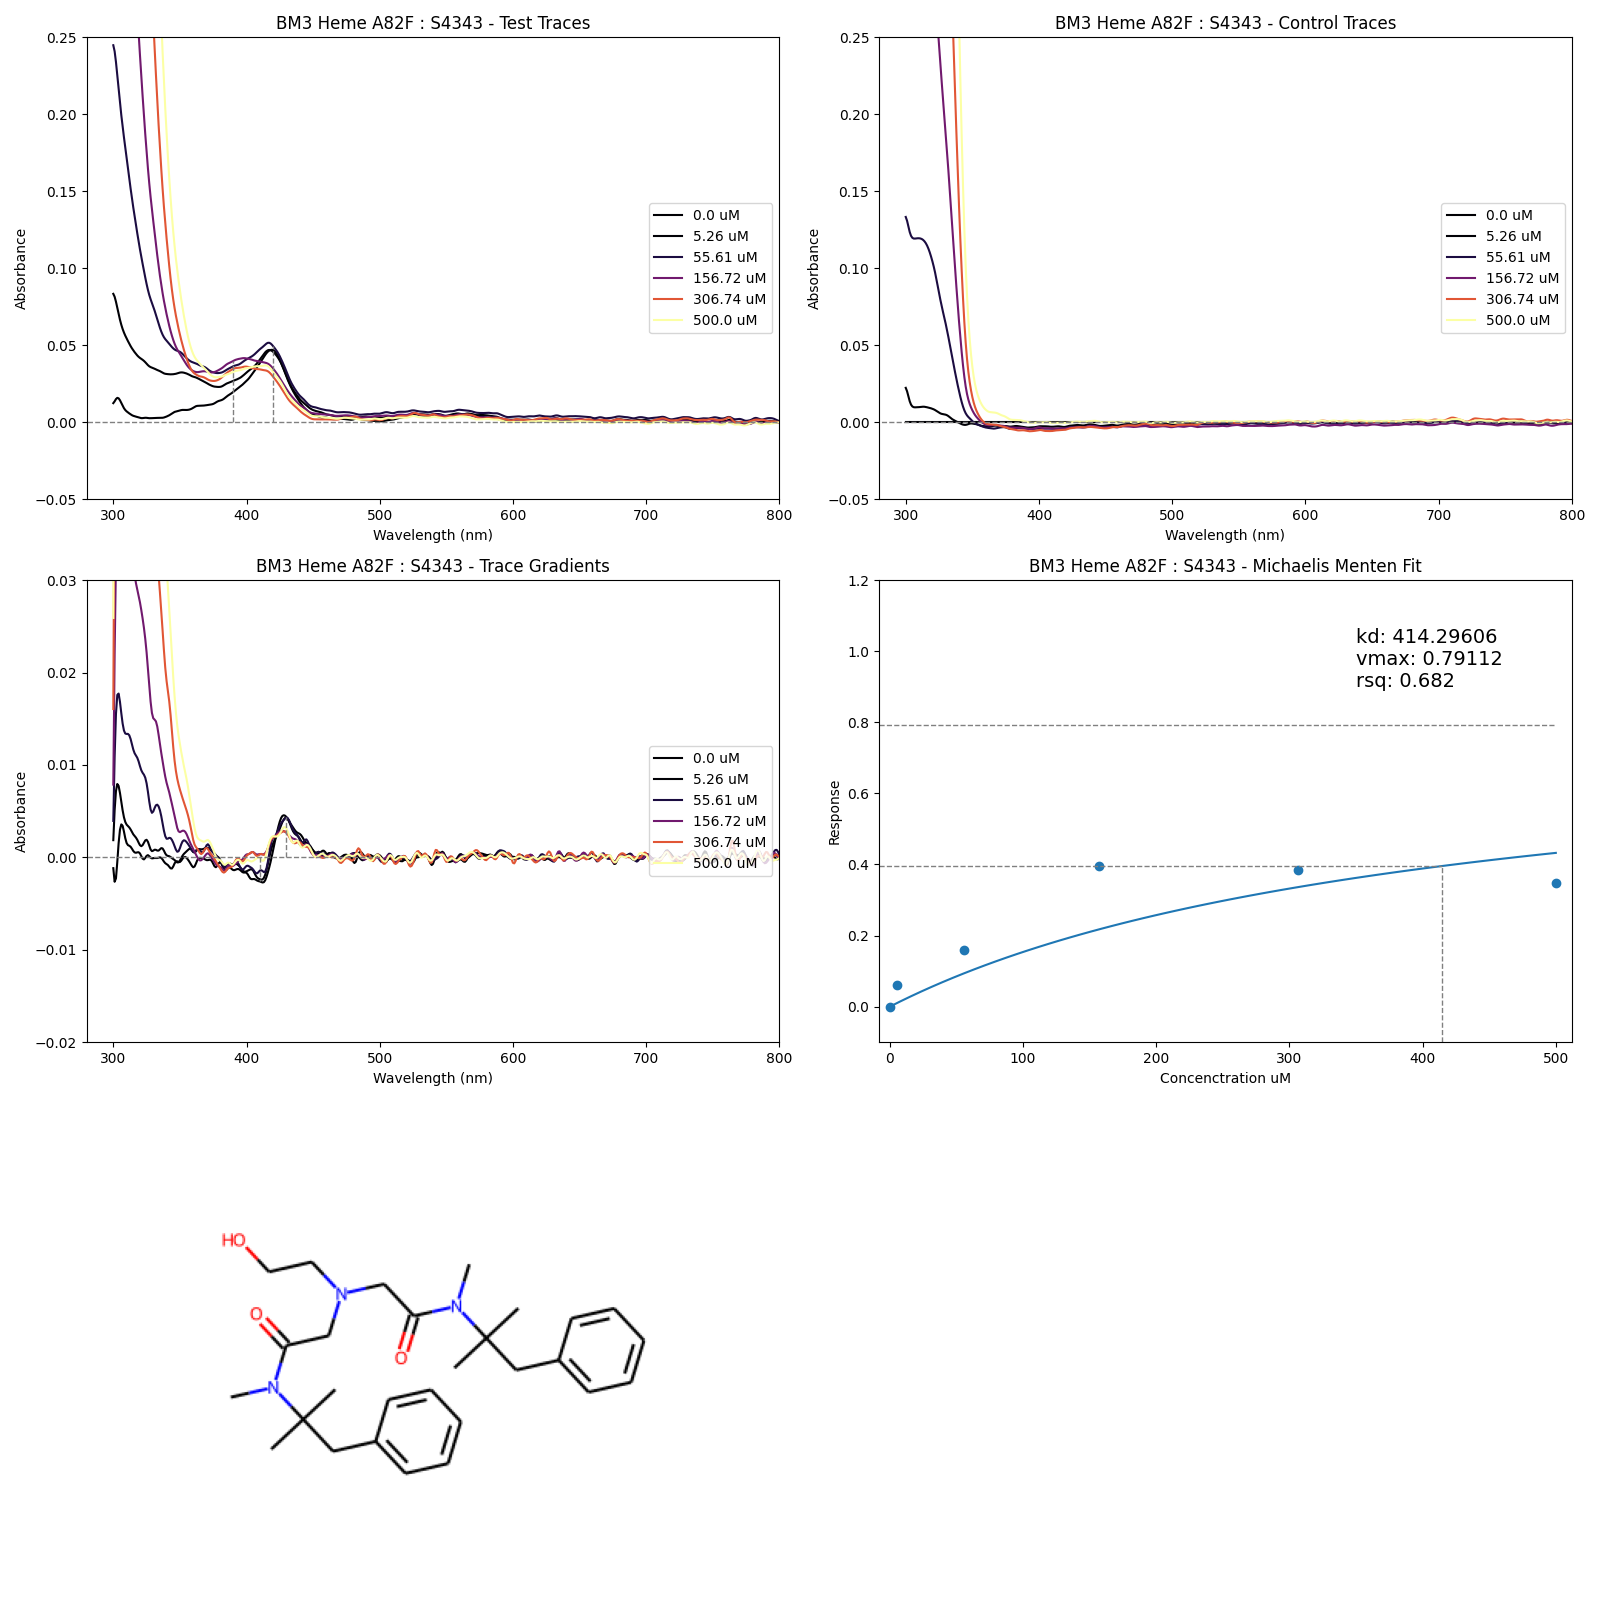 BM3 Heme A82F : S4343 - Test Traces
Absorbance
0.25
0.20
0.15
0.10
0.05
0.00
−0.05
0.0 uM
5.26 uM
55.61 uM
156.72 uM
306.74 uM
500.0 uM
300 400 500 600 700 800
Wavelength (nm)
BM3 Heme A82F : S4343 - Control Traces
Absorbance
0.25
0.20
0.15
0.10
0.05
0.00
−0.05
0.0 uM
5.26 uM
55.61 uM
156.72 uM
306.74 uM
500.0 uM
300 400 500 600 700 800
Wavelength (nm)
BM3 Heme A82F : S4343 - Trace Gradients
Absorbance
0.03
0.02
0.01
0.00
−0.01
−0.02
0.0 uM
5.26 uM
55.61 uM
156.72 uM
306.74 uM
500.0 uM
300 400 500 600 700 800
Wavelength (nm)
BM3 Heme A82F : S4343 - Michaelis Menten Fit
Response
1.2
1.0
0.8
0.6
0.4
0.2
0.0
kd: 414.29606
vmax: 0.79112
rsq: 0.682
0 100 200 300 400 500
Concenctration uM
HO
N
O
N
O
N